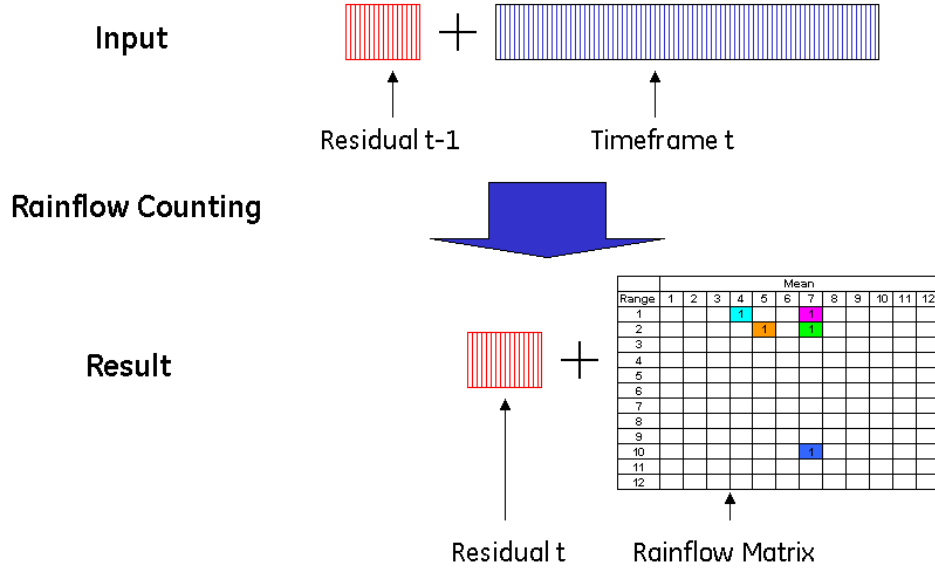 Input
+
Residual t-1
Timeframe t
Rainflow Counting
Mean
Range 1 2 3 4 5 6 7 8 9 10 11 12
1 1 1
2 1 1
3
4
5
6
7
8
9
10 1
11
12
Result
+
Residual t
Rainflow Matrix